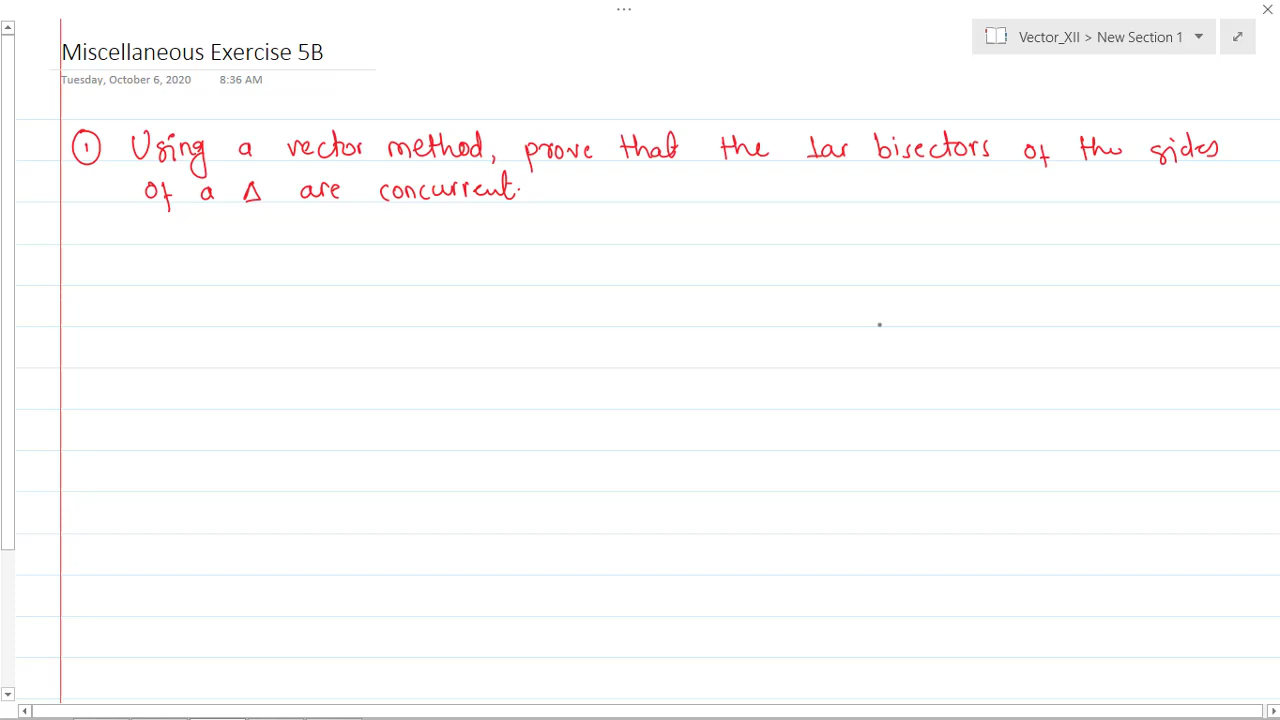 ...
Vector_XII > New Section 1
Miscellaneous Exercise 5B
Tuesday, October 6, 2020 8:36 AM
① Using a vector method, prove that the ⊥ar bisectors of the sides
of a Δ are concurrent.